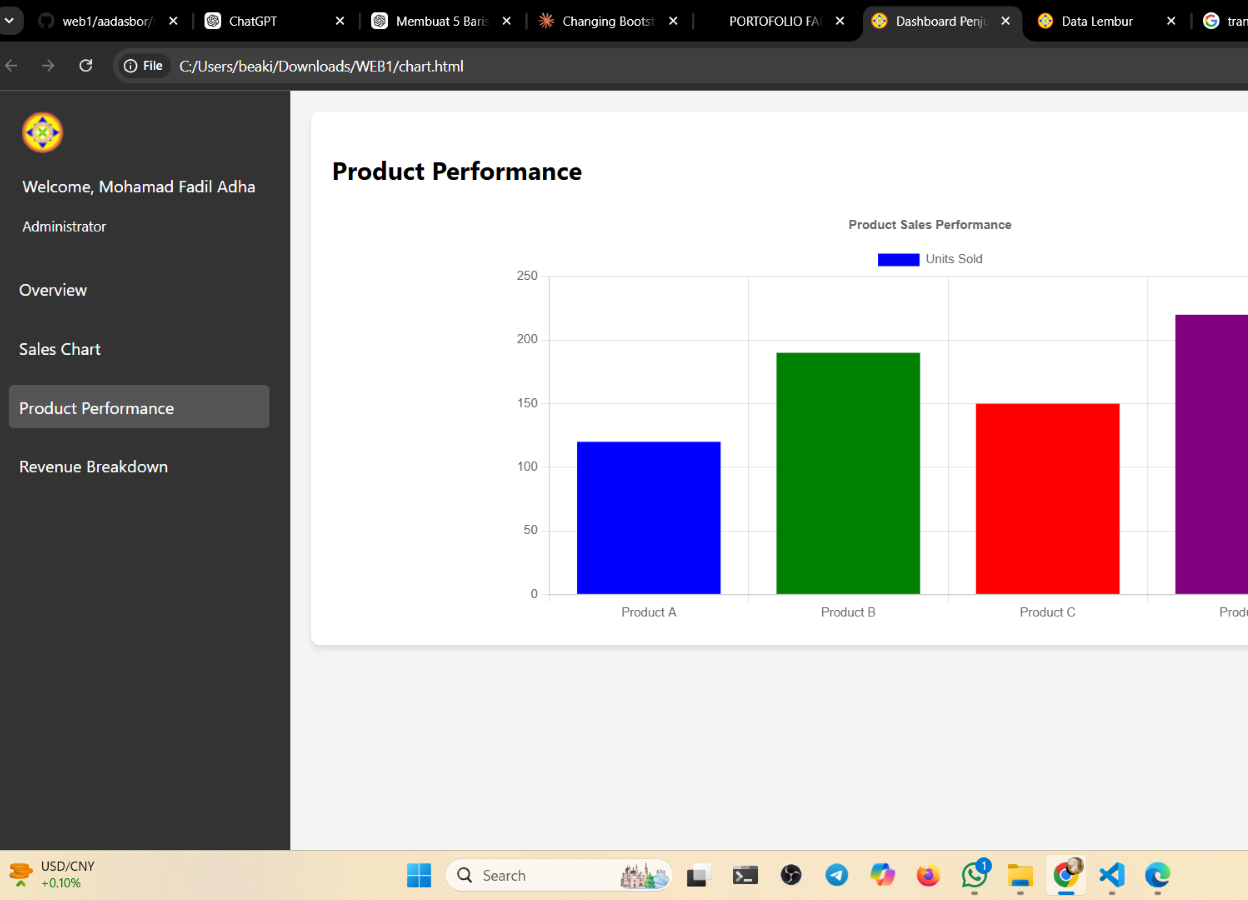 web1/aadasbor/
ChatGPT
Membuat 5 Baris
Changing Bootst
PORTOFOLIO FA
Dashboard Penju
Data Lembur
tran
File
C:/Users/beaki/Downloads/WEB1/chart.html
Welcome, Mohamad Fadil Adha
Administrator
Overview
Sales Chart
Product Performance
Revenue Breakdown
Product Performance
Product Sales Performance
Units Sold
250
200
150
100
50
0
Product A
Product B
Product C
Produ
USD/CNY
+0.10%
Search
1